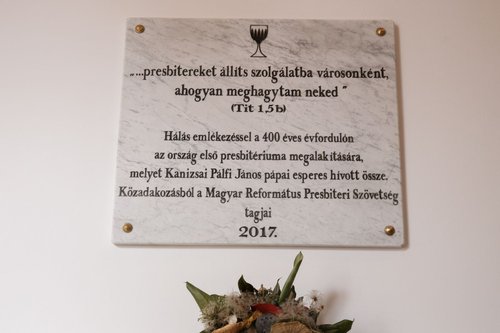 „...presbitereket állíts szolgálatba városonként,
ahogyan meghagytam neked "
(Tit 1,5b)
Hálás emlékezéssel a 400 éves évfordulón
az ország első presbitériuma megalakítására,
melyet Kanizsai Pálfi János pápai esperes hívott össze.
Közadakozásból a Magyar Református Presbiteri Szövetség
tagjai
2017.